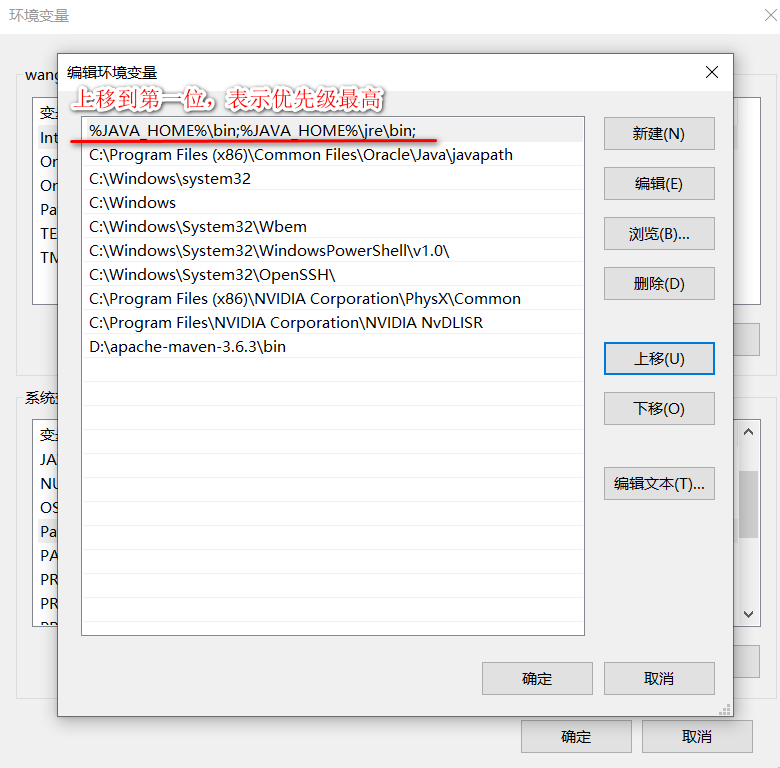 环境变量
编辑环境变量
wang
上移到第一位，表示优先级最高
%JAVA_HOME%\bin;%JAVA_HOME%\jre\bin;
新建(N)
C:\Program Files (x86)\Common Files\Oracle\Java\javapath
C:\Windows\system32
编辑(E)
C:\Windows
C:\Windows\System32\Wbem
浏览(B)...
C:\Windows\System32\WindowsPowerShell\v1.0\
C:\Windows\System32\OpenSSH\
删除(D)
C:\Program Files (x86)\NVIDIA Corporation\PhysX\Common
C:\Program Files\NVIDIA Corporation\NVIDIA NvDLISR
D:\apache-maven-3.6.3\bin
上移(U)
下移(O)
编辑文本(T)...
确定
取消
变
Int
Or
Or
Pa
TE
TM
系统
变
JA
NU
OS
Pa
PA
PR
PR
确定
取消